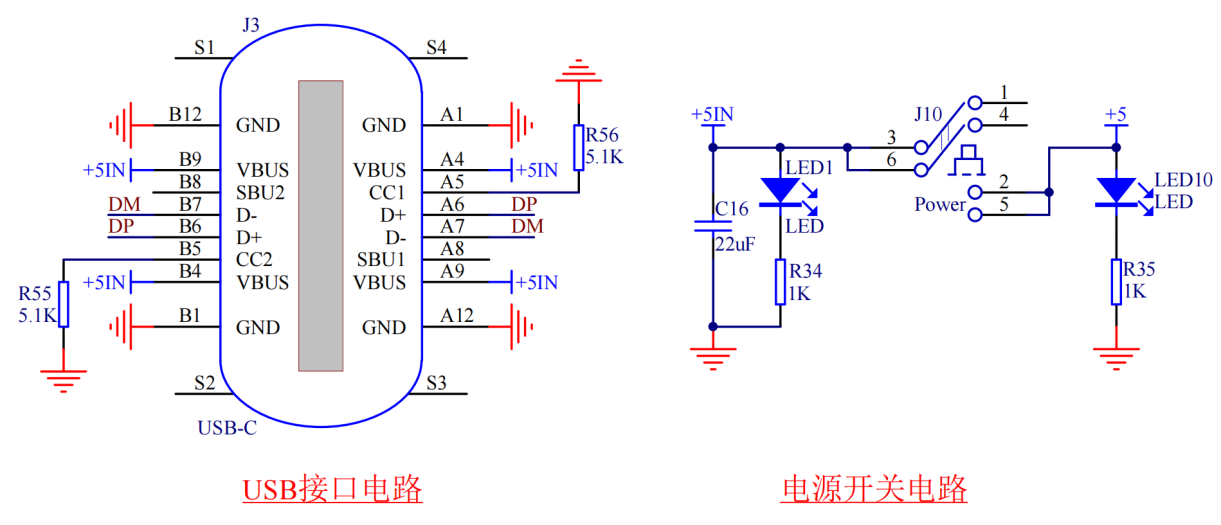 J3
S1
S4
B12
GND
GND
A1
+5IN
B9
VBUS
VBUS
A4
+5IN
B8
SBU2
CC1
A5
DM
B7
D-
D+
A6
DP
DP
B6
D+
D-
A7
DM
B5
CC2
SBU1
A8
+5IN
B4
VBUS
VBUS
A9
+5IN
B1
GND
GND
A12
S2
S3
USB-C
R55
5.1K
R56
5.1K
USB接口电路
+5IN
J10
1
4
3
6
2
5
Power
+5
LED1
LED
C16
22uF
R34
1K
LED10
LED
R35
1K
电源开关电路